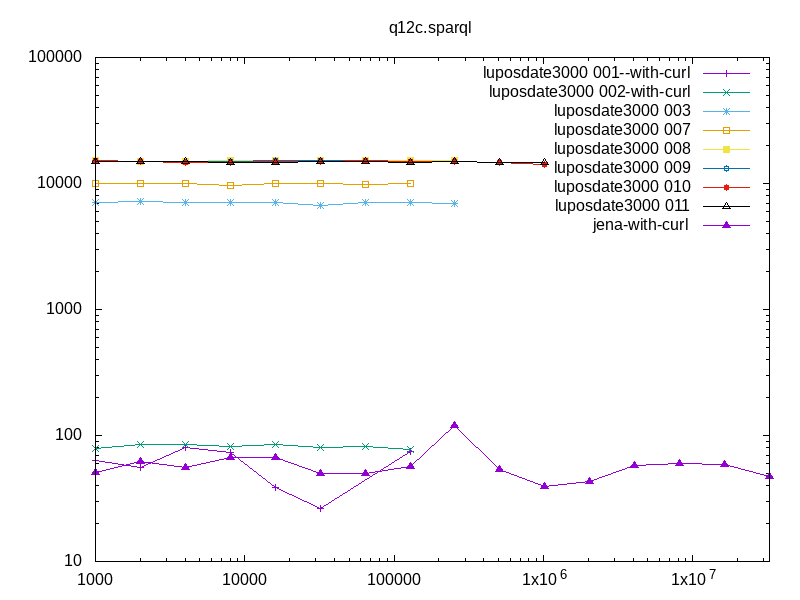 q12c.sparql
100000
10000
1000
100
10
luposdate3000 001--with-curl
luposdate3000 002-with-curl
luposdate3000 003
luposdate3000 007
luposdate3000 008
luposdate3000 009
luposdate3000 010
luposdate3000 011
jena-with-curl
1000 10000 100000 1x10^6 1x10^7